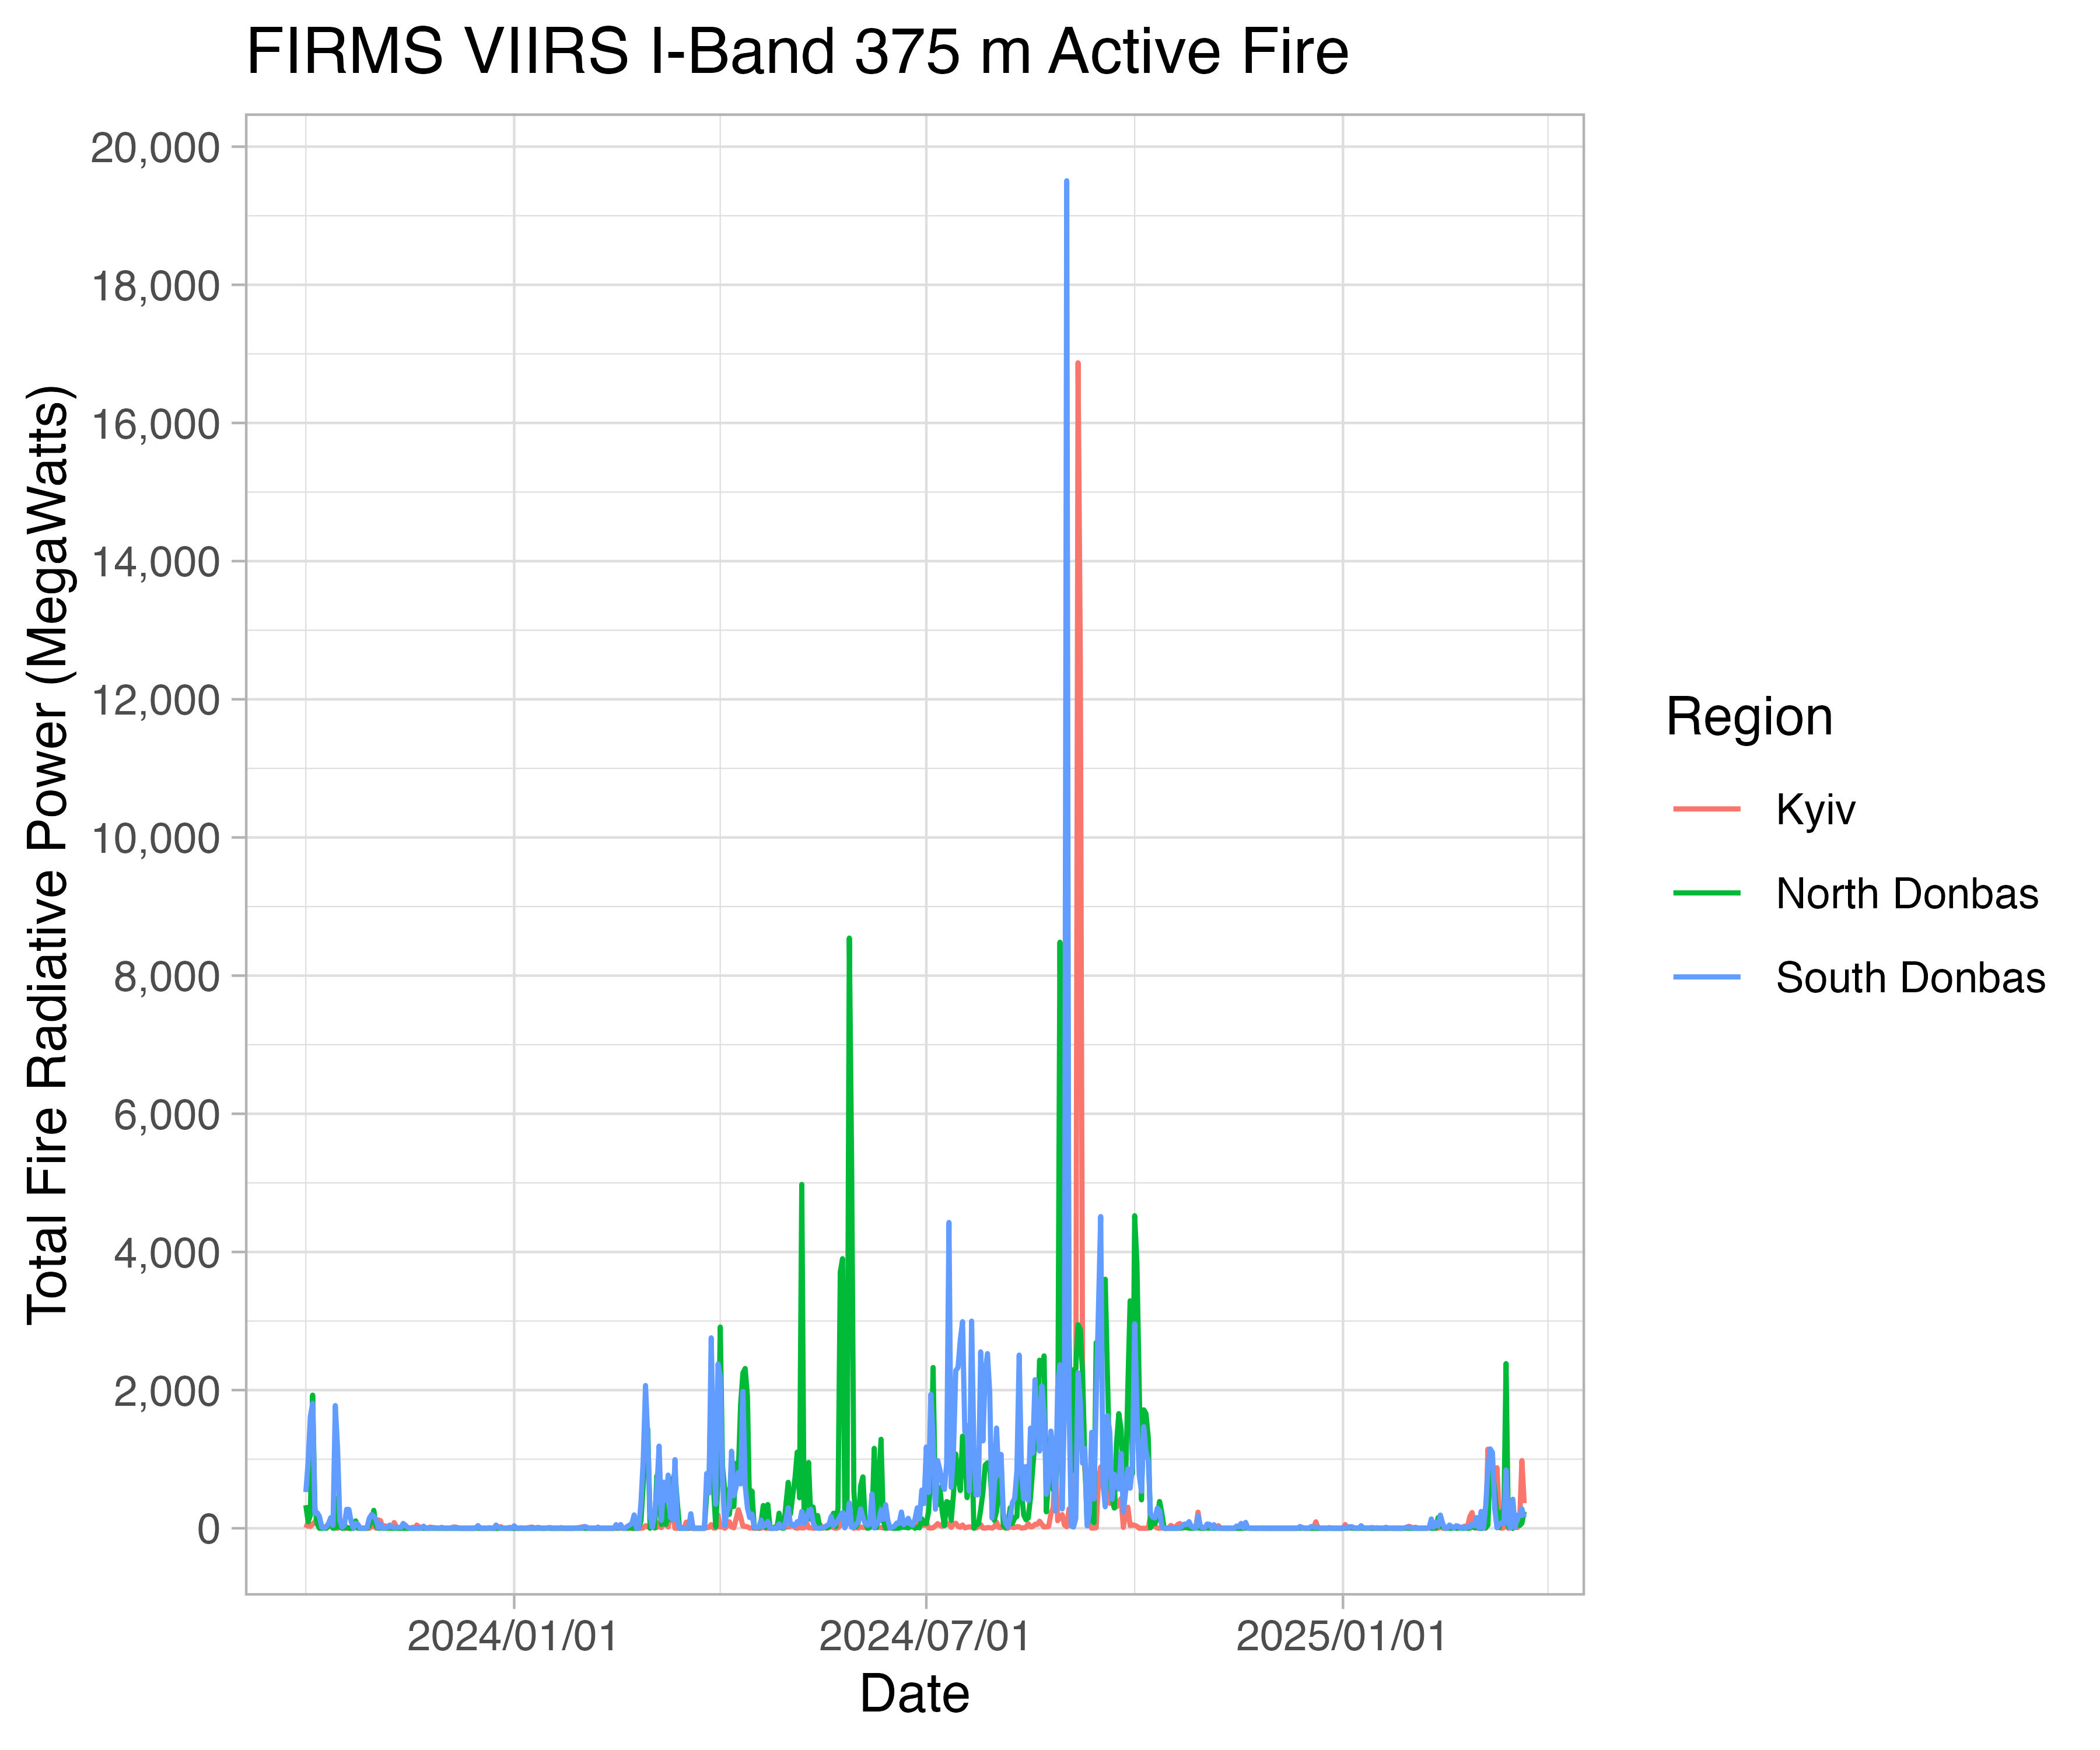 FIRMS VIIRS I-Band 375 m Active Fire
Total Fire Radiative Power (MegaWatts)
20,000
18,000
16,000
14,000
12,000
10,000
8,000
6,000
4,000
2,000
0
2024/01/01
2024/07/01
2025/01/01
Date
Region
Kyiv
North Donbas
South Donbas